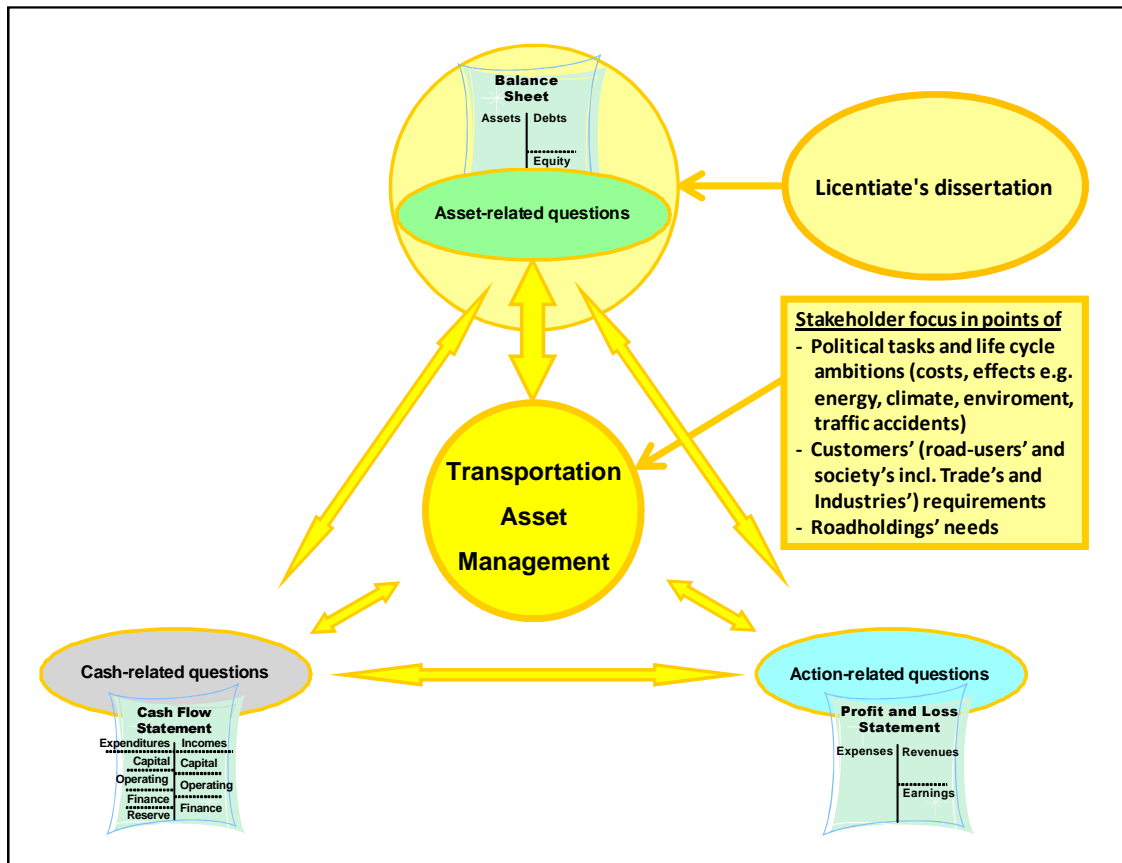 Balance
Sheet
Assets Debts
Equity
Asset-related questions
Licentiate's dissertation
Stakeholder focus in points of
- Political tasks and life cycle
ambitions (costs, effects e.g.
energy, climate, enviroment,
traffic accidents)
- Customers’ (road-users’ and
society’s incl. Trade’s and
Industries’) requirements
- Roadholdings’ needs
Transportation
Asset
Management
Cash-related questions
Cash Flow
Statement
Expenditures Incomes
Capital Capital
Operating Operating
Finance Finance
Reserve
Action-related questions
Profit and Loss
Statement
Expenses Revenues
Earnings